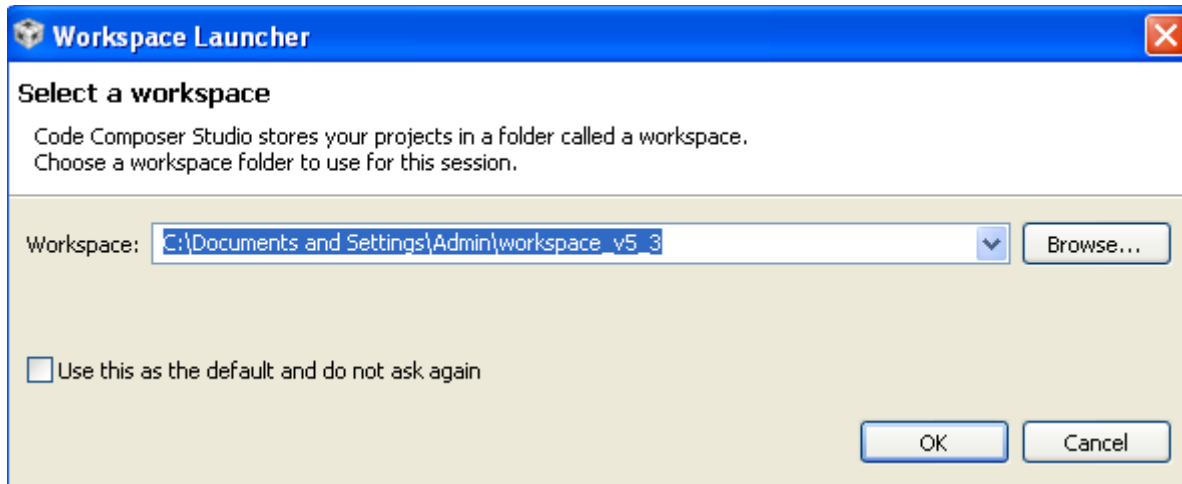 Workspace Launcher
Select a workspace
Code Composer Studio stores your projects in a folder called a workspace.
Choose a workspace folder to use for this session.
Workspace: C:\Documents and Settings\Admin\workspace_v5_3 Browse...
Use this as the default and do not ask again
OK Cancel